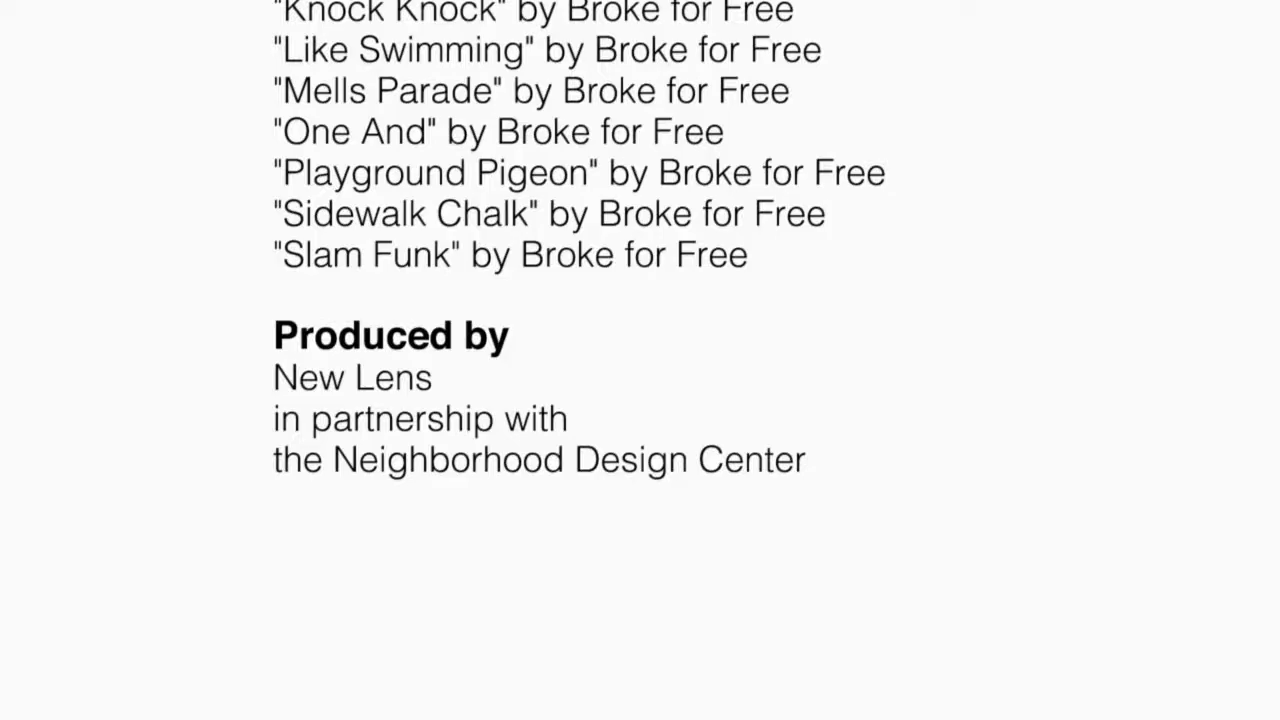 "Knock Knock" by Broke for Free
"Like Swimming" by Broke for Free
"Mells Parade" by Broke for Free
"One And" by Broke for Free
"Playground Pigeon" by Broke for Free
"Sidewalk Chalk" by Broke for Free
"Slam Funk" by Broke for Free
Produced by
New Lens
in partnership with
the Neighborhood Design Center